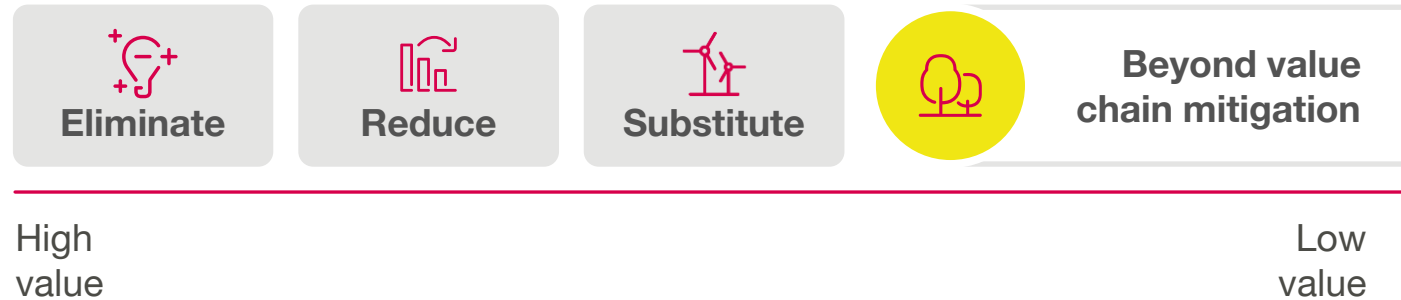 Eliminate
Reduce
Substitute
Beyond value
chain mitigation
High
value
Low
value